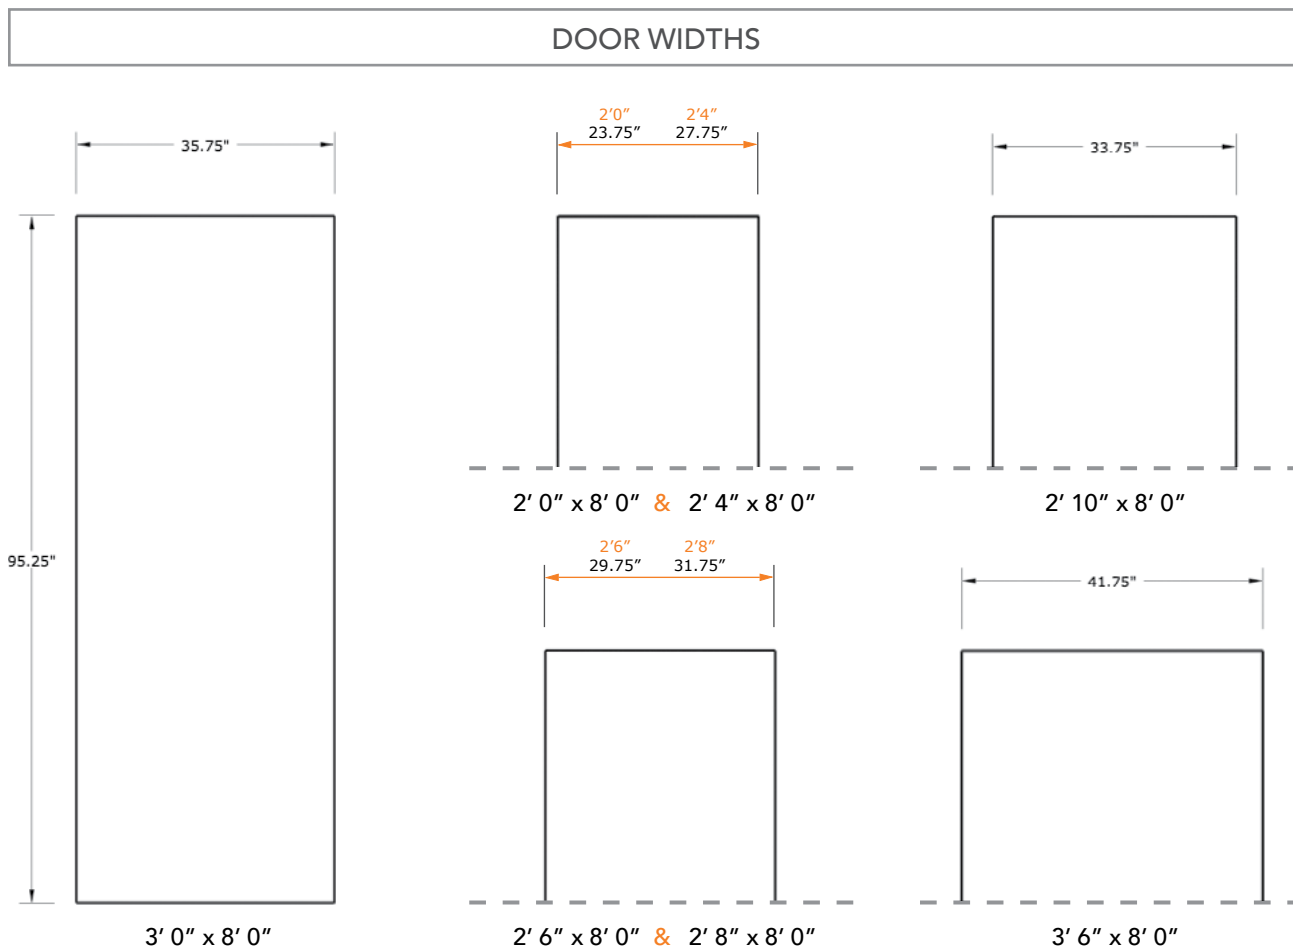 DOOR WIDTHS
35.75"
95.25"
3′ 0″ x 8′ 0″
2′0″ 2′4″
23.75″ 27.75″
2′ 0″ x 8′ 0″ & 2′ 4″ x 8′ 0″
33.75"
2′ 10″ x 8′ 0″
2′6″ 2′8″
29.75″ 31.75″
2′ 6″ x 8′ 0″ & 2′ 8″ x 8′ 0″
41.75"
3′ 6″ x 8′ 0″